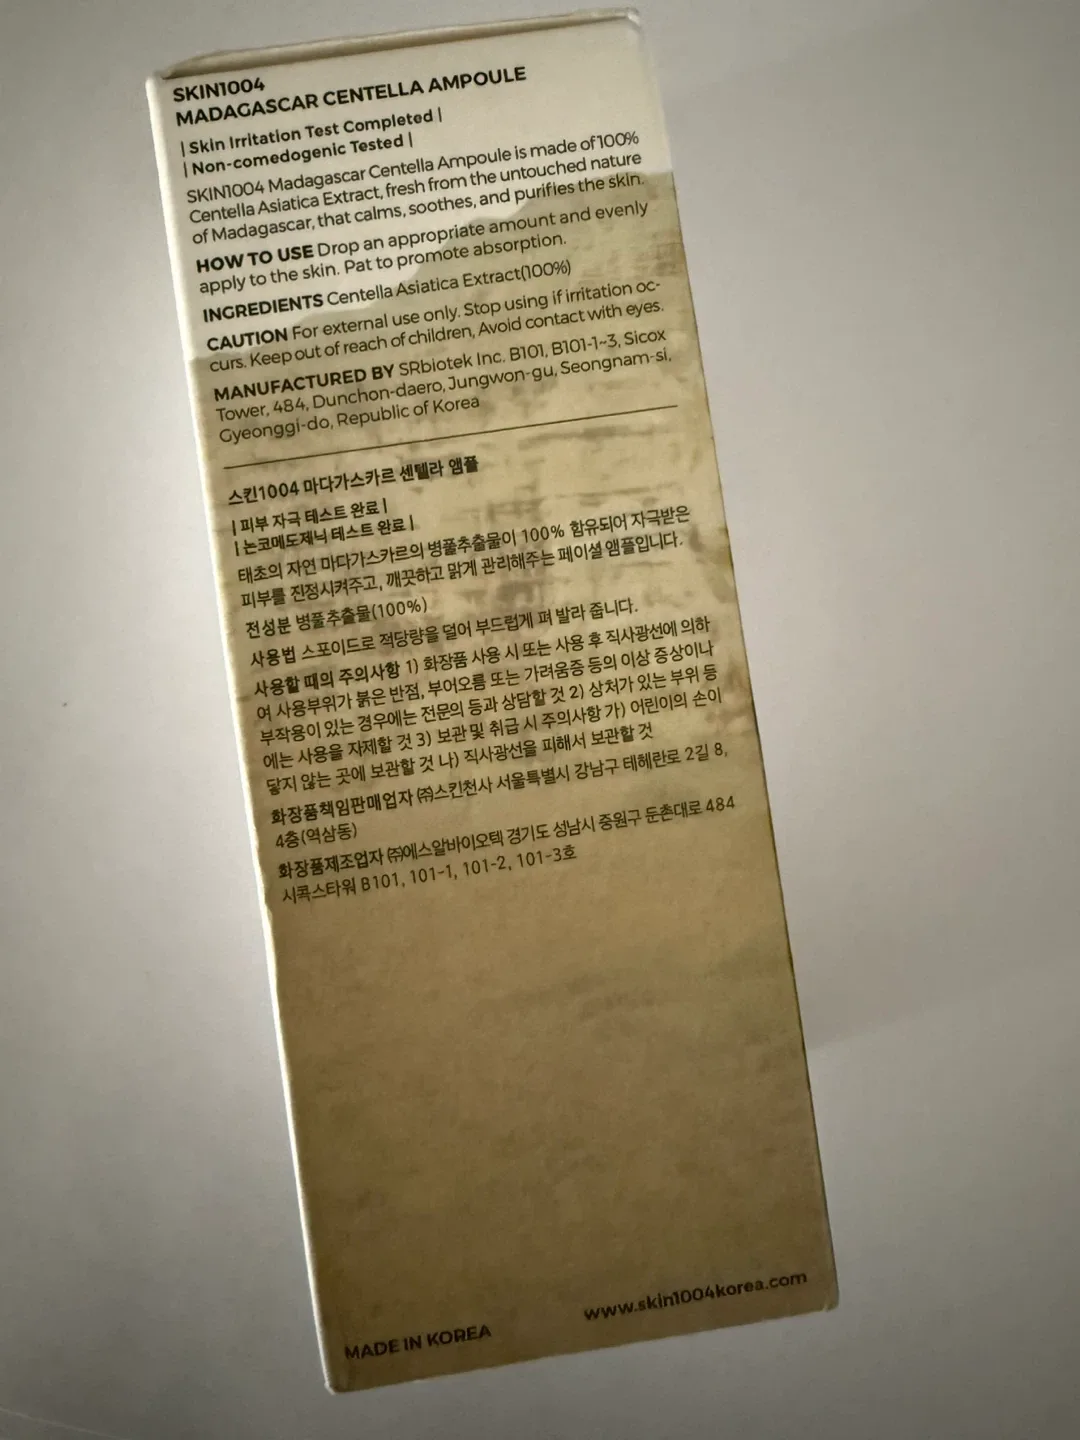 SKIN1004
MADAGASCAR CENTELLA AMPOULE
| Skin Irritation Test Completed |
| Non-comedogenic Tested |
SKIN1004 Madagascar Centella Ampoule is made of 100%
Centella Asiatica Extract, fresh from the untouched nature
of Madagascar, that calms, soothes, and purifies the skin.
HOW TO USE Drop an appropriate amount and evenly
apply to the skin. Pat to promote absorption.
INGREDIENTS Centella Asiatica Extract(100%)
CAUTION For external use only. Stop using if irritation oc-
curs. Keep out of reach of children, Avoid contact with eyes.
MANUFACTURED BY SRbiotek Inc. B101, B101-1~3, Sicox
Tower, 484, Dunchon-daero, Jungwon-gu, Seongnam-si,
Gyeonggi-do, Republic of Korea
스킨1004 마다가스카르 센텔라 앰플
| 피부 자극 테스트 완료 |
| 논코메도제닉 테스트 완료 |
태초의 자연 마다가스카르의 병풀추출물이 100% 함유되어 자극받은
피부를 진정시켜주고, 깨끗하고 맑게 관리해주는 페이셜 앰플입니다.
전성분 병풀추출물(100%)
사용법 스포이드로 적당량을 덜어 부드럽게 펴 발라 줍니다.
사용할 때의 주의사항 1) 화장품 사용 시 또는 사용 후 직사광선에 의하
여 사용부위가 붉은 반점, 부어오름 또는 가려움증 등의 이상 증상이나
부작용이 있는 경우에는 전문의 등과 상담할 것 2) 상처가 있는 부위 등
에는 사용을 자제할 것 3) 보관 및 취급 시 주의사항 가) 어린이의 손이
닿지 않는 곳에 보관할 것 나) 직사광선을 피해서 보관할 것
화장품책임판매업자 ㈜스킨천사 서울특별시 강남구 테헤란로 2길 8,
4층(역삼동)
화장품제조업자 ㈜에스알바이오텍 경기도 성남시 중원구 둔촌대로 484
시콕스타워 B101, 101-1, 101-2, 101-3호
www.skin1004korea.com
MADE IN KOREA